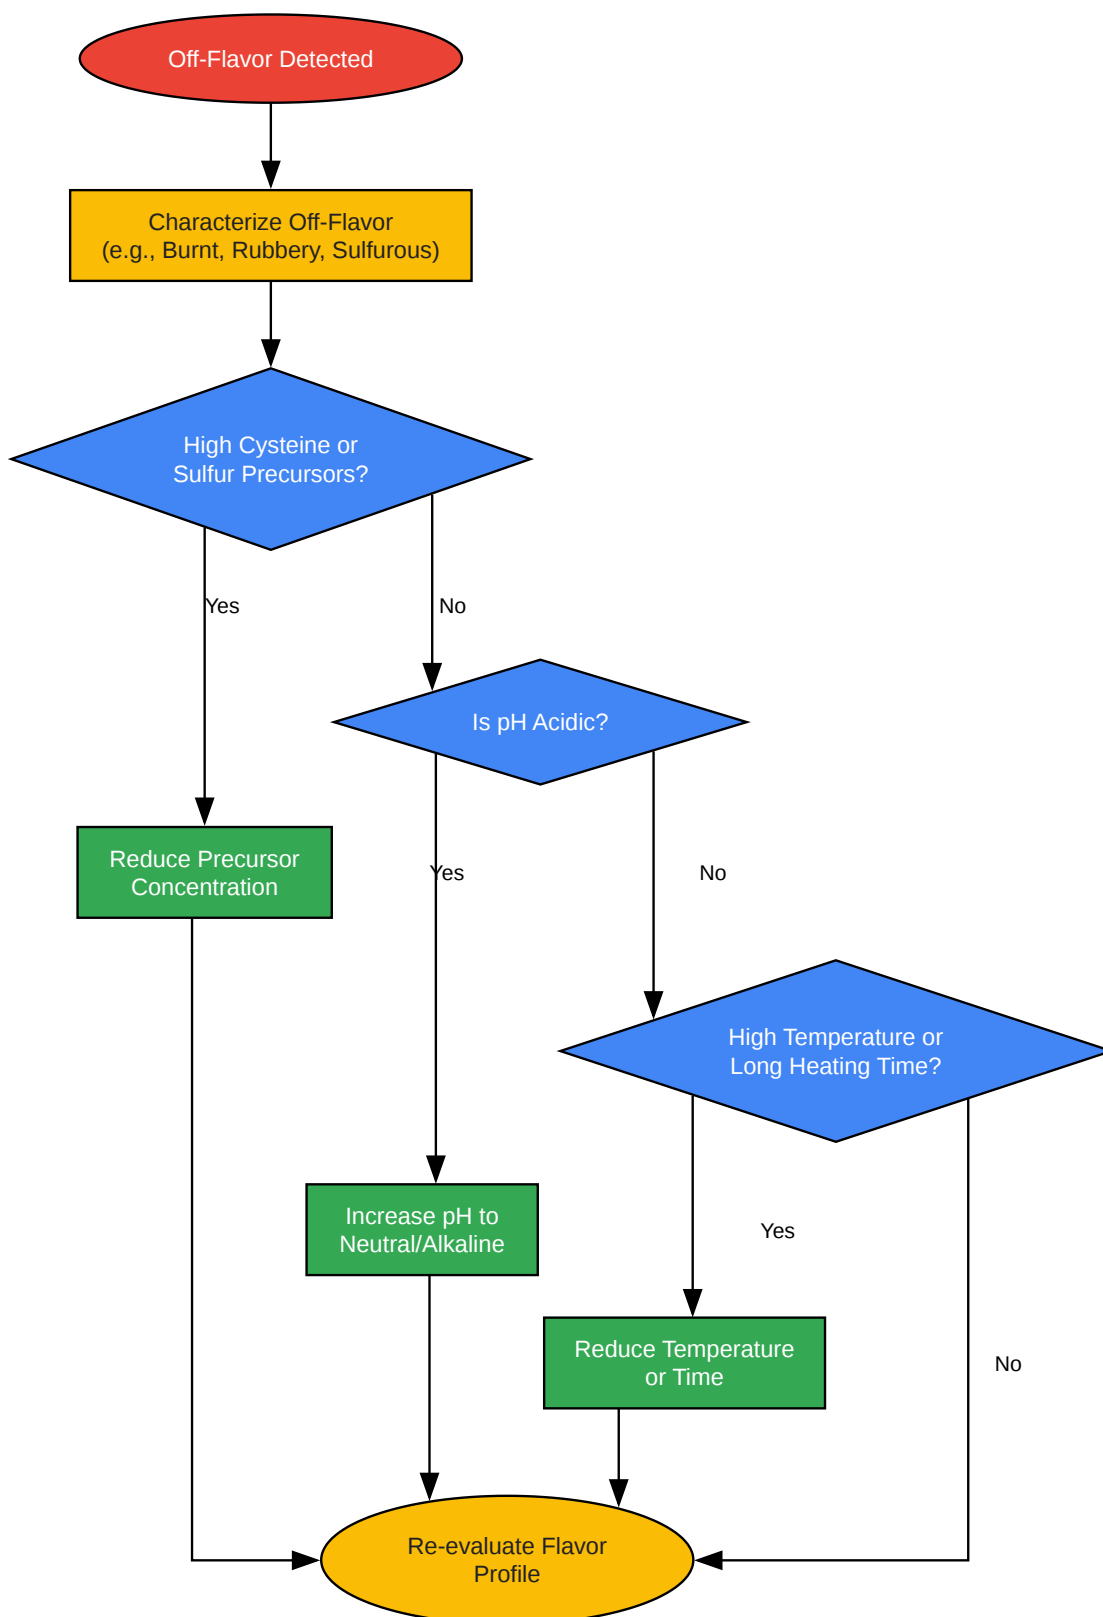 Off-Flavor Detected
Characterize Off-Flavor
(e.g., Burnt, Rubbery, Sulfurous)
High Cysteine or
Sulfur Precursors?
Yes
No
Is pH Acidic?
Reduce Precursor
Concentration
Yes
No
High Temperature or
Long Heating Time?
Increase pH to
Neutral/Alkaline
Yes
Reduce Temperature
or Time
No
Re-evaluate Flavor
Profile